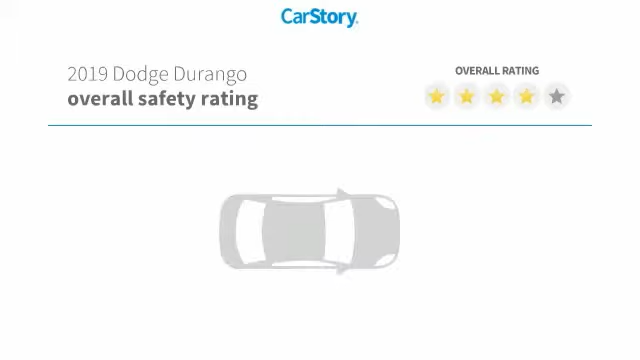 CarStory
2019 Dodge Durango
overall safety rating
OVERALL RATING